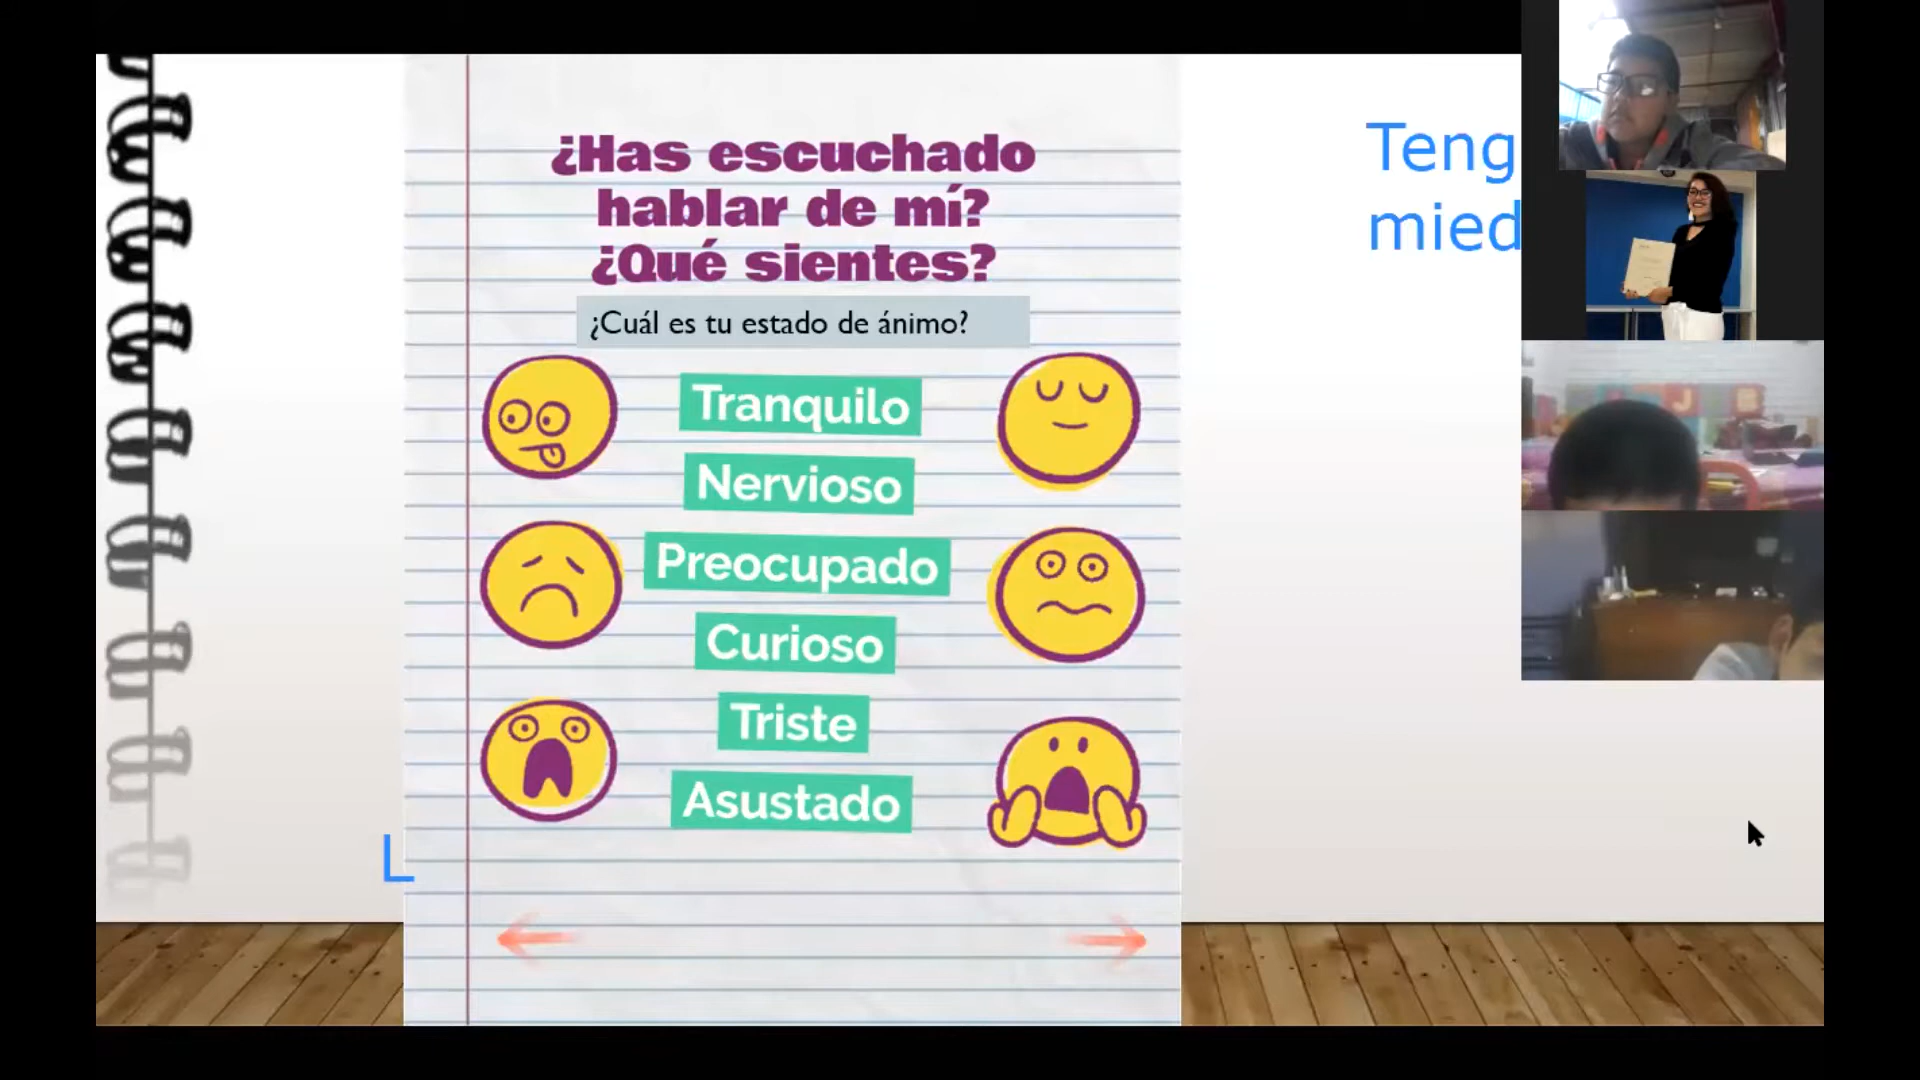 ¿Has escuchado
hablar de mí?
¿Qué sientes?
¿Cuál es tu estado de ánimo?
Tranquilo
Nervioso
Preocupado
Curioso
Triste
Asustado
Teng
mied
L